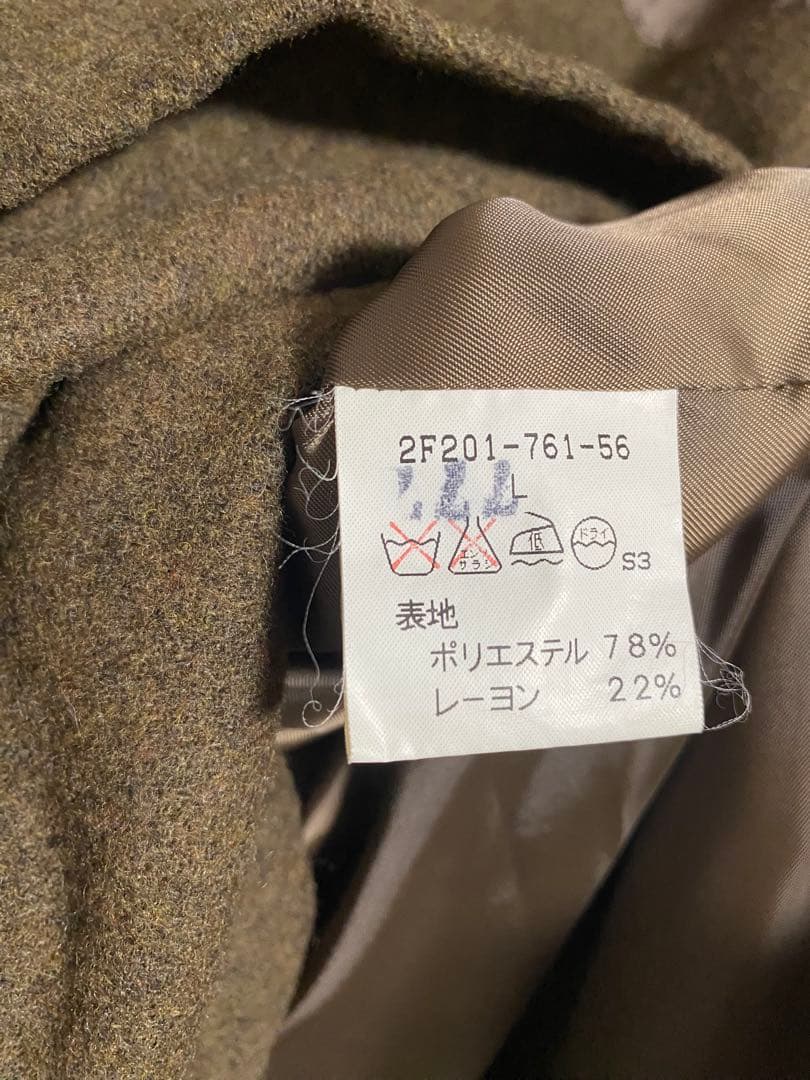 2F201-761-56
L
エンソ
サラシ
低
ドライ
S3
表地
ポリエステル 78%
レーヨン 22%